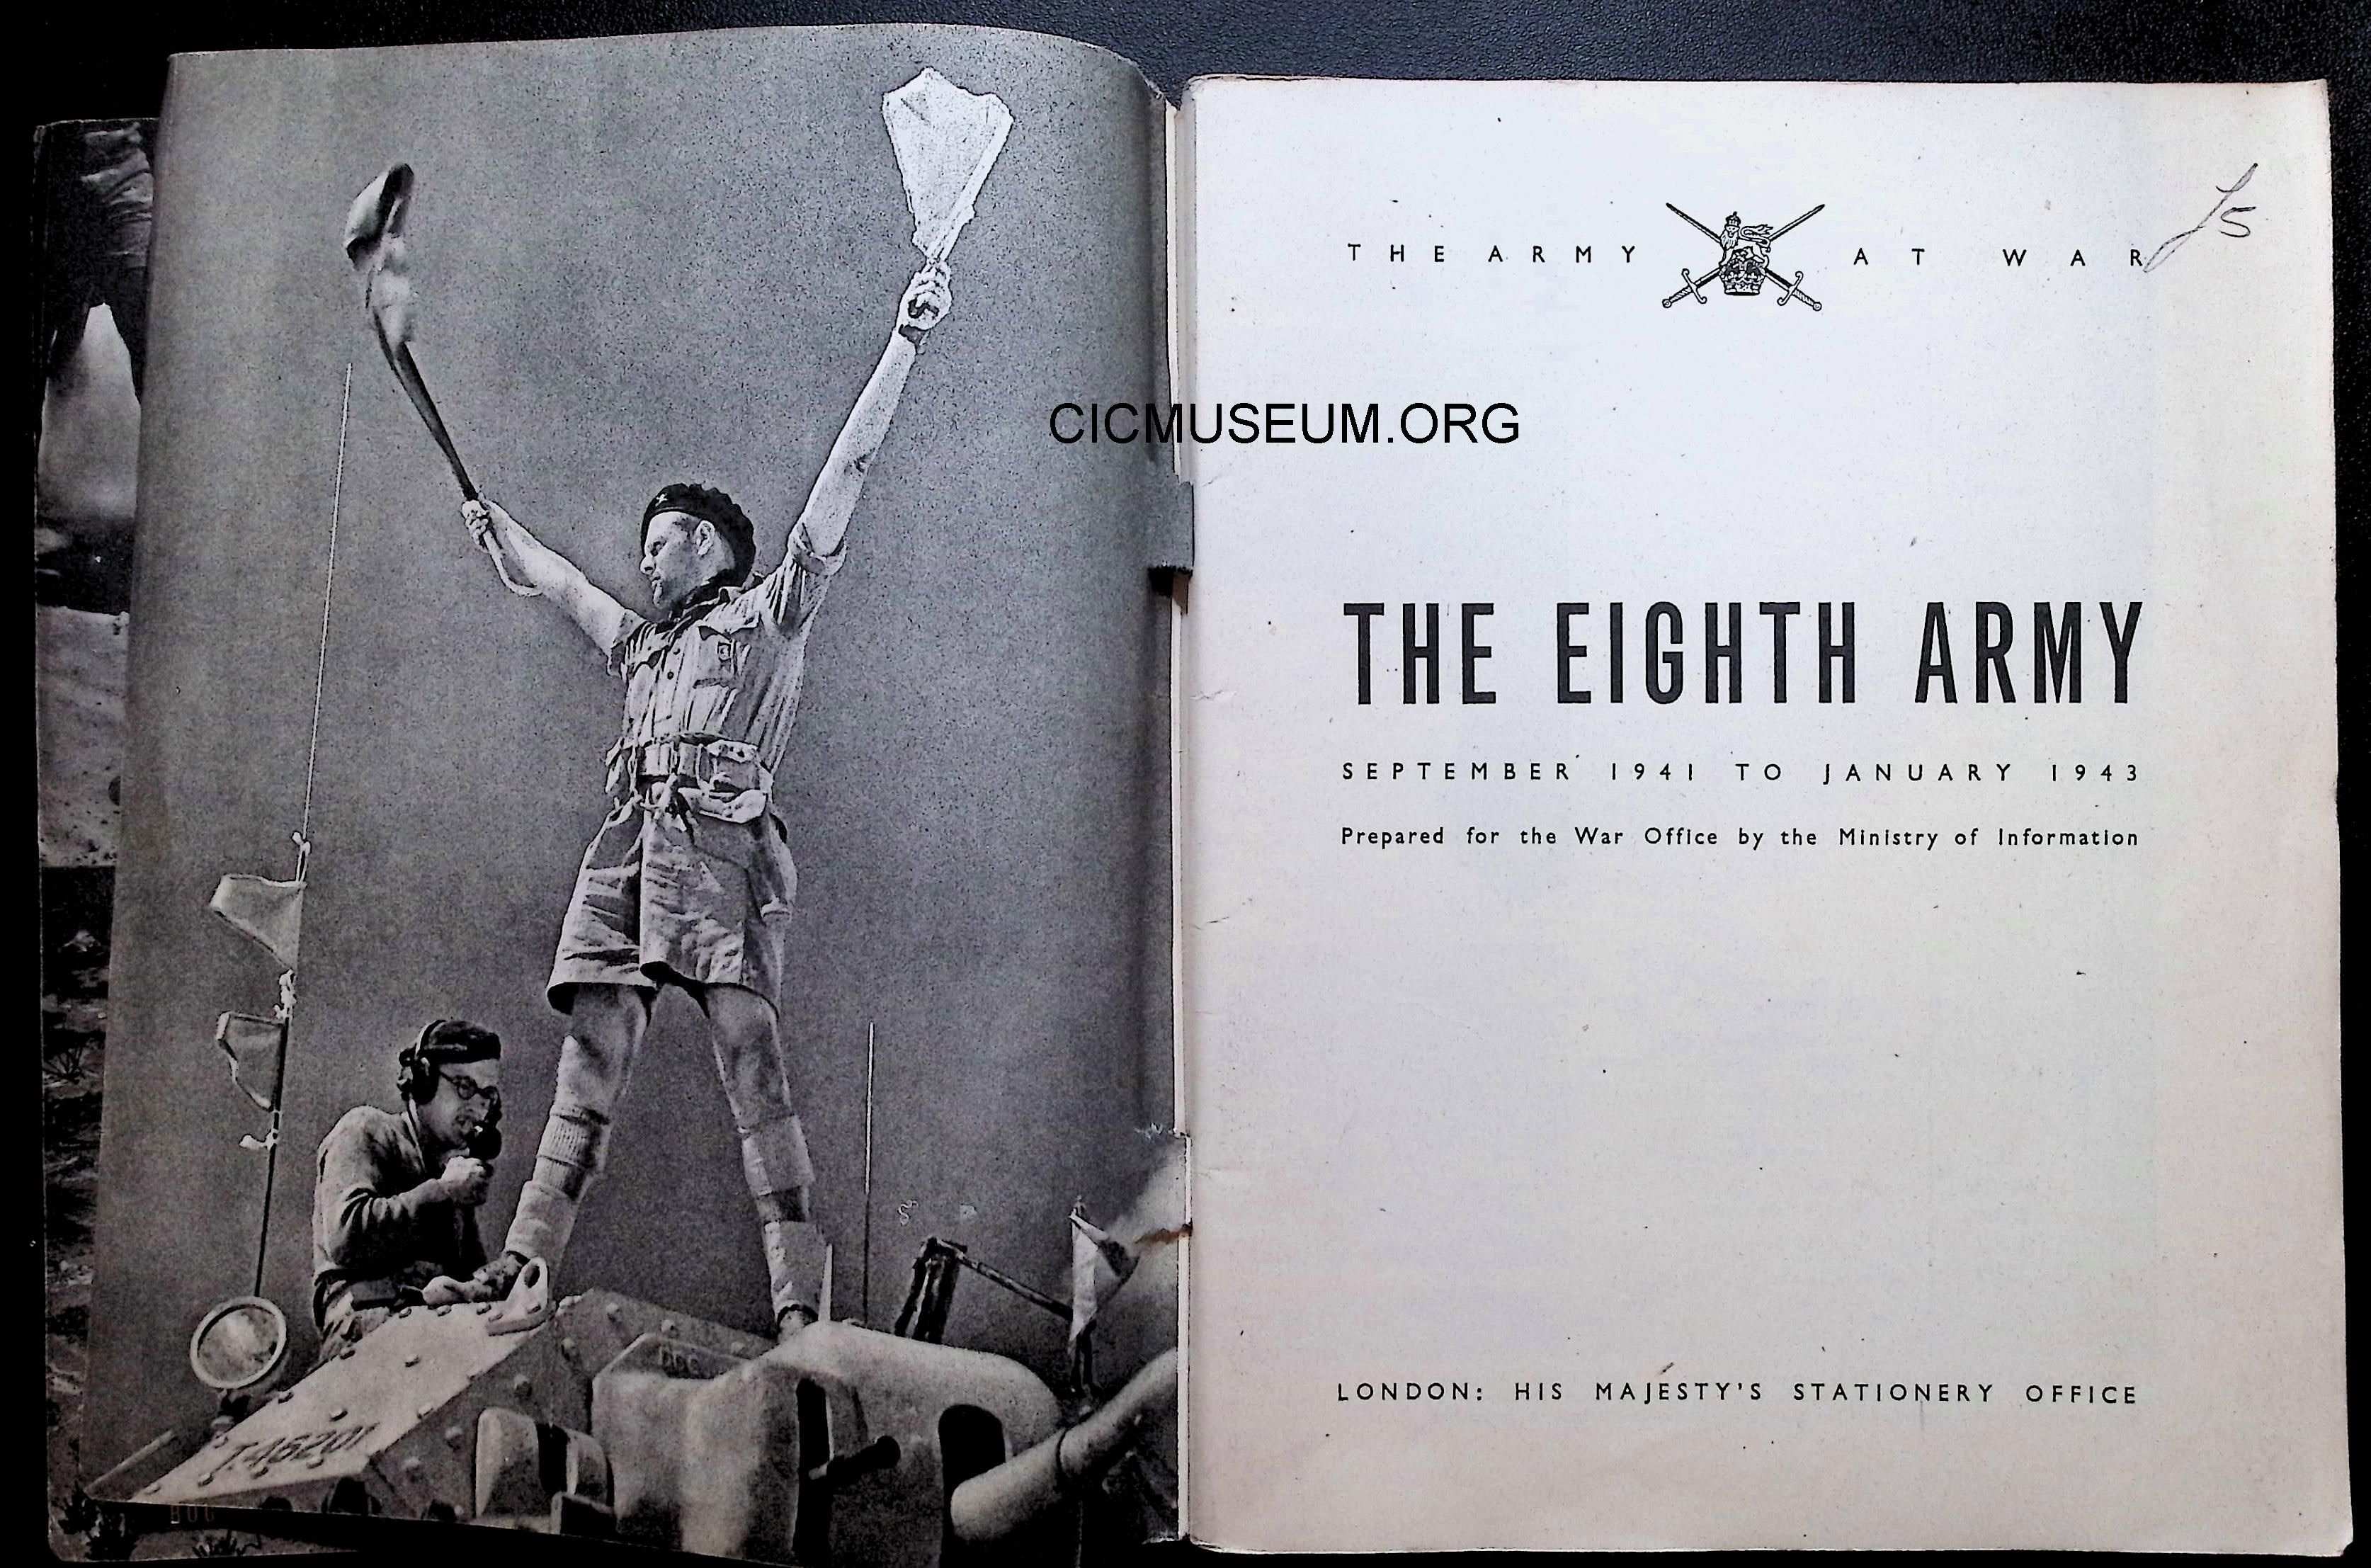 THE ARMY AT WAR
CICMUSEUM.ORG
THE EIGHTH ARMY
SEPTEMBER 1941 TO JANUARY 1943
Prepared for the War Office by the Ministry of Information
LONDON: HIS MAJESTY'S STATIONERY OFFICE
T.46201